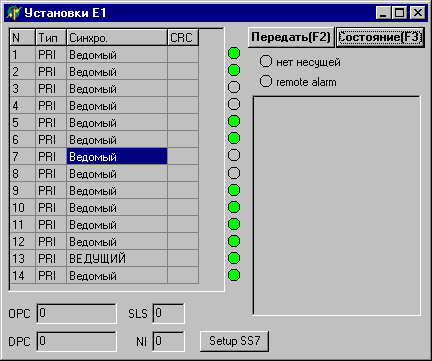 Установки E1
N Тип Синхро. CRC
1 PRI Ведомый
2 PRI Ведомый
3 PRI Ведомый
4 PRI Ведомый
5 PRI Ведомый
6 PRI Ведомый
7 PRI Ведомый
8 PRI Ведомый
9 PRI Ведомый
10 PRI Ведомый
11 PRI Ведомый
12 PRI Ведомый
13 PRI ВЕДУЩИЙ
14 PRI Ведомый
Передать(F2) Состояние(F3)
нет несущей
remote alarm
OPC 0 SLS 0
DPC 0 NI 0 Setup SS7